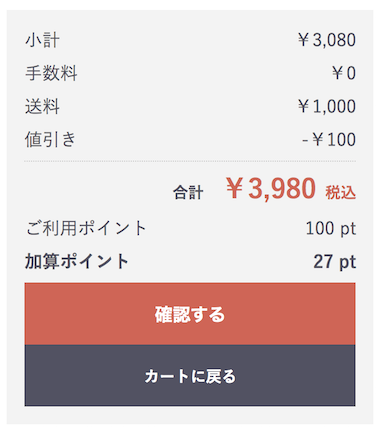 小計 ￥3,080
手数料 ￥0
送料 ￥1,000
値引き -￥100
合計 ￥3,980 税込
ご利用ポイント 100 pt
加算ポイント 27 pt
確認する
カートに戻る